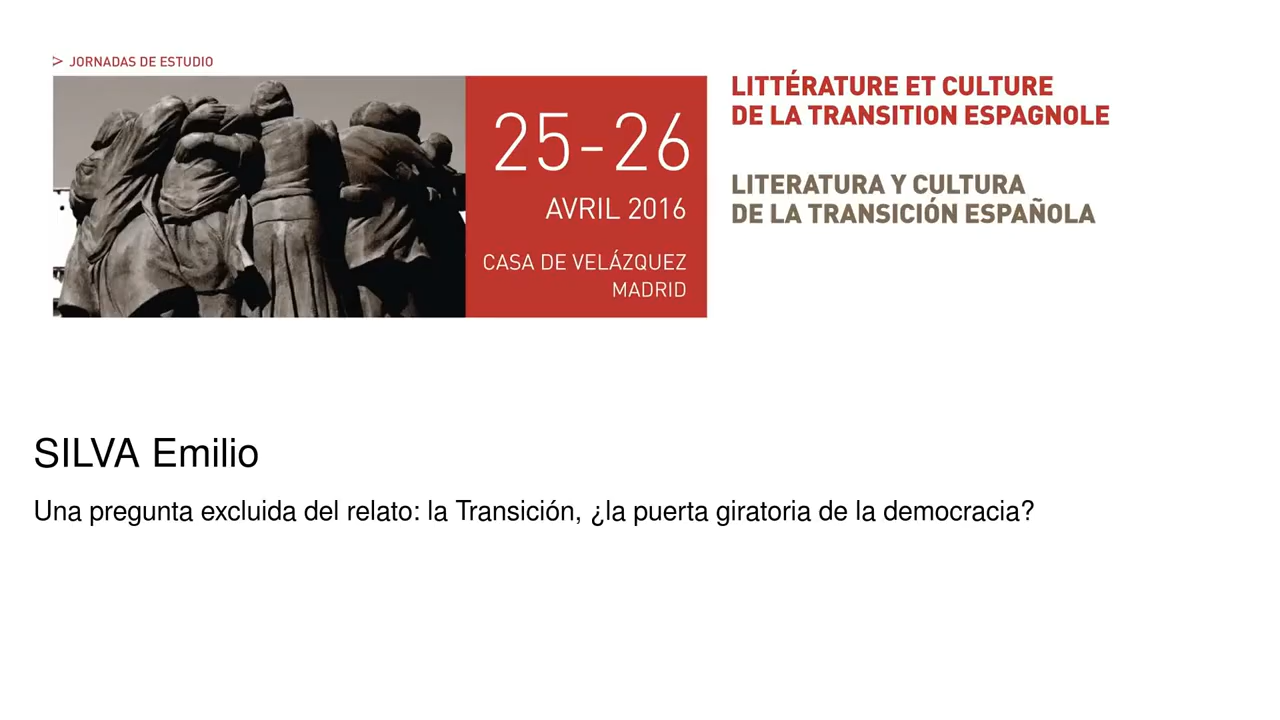 > JORNADAS DE ESTUDIO
25-26
AVRIL 2016
CASA DE VELÁZQUEZ
MADRID
LITTÉRATURE ET CULTURE
DE LA TRANSITION ESPAGNOLE
LITERATURA Y CULTURA
DE LA TRANSICIÓN ESPAÑOLA
SILVA Emilio
Una pregunta excluida del relato: la Transición, ¿la puerta giratoria de la democracia?